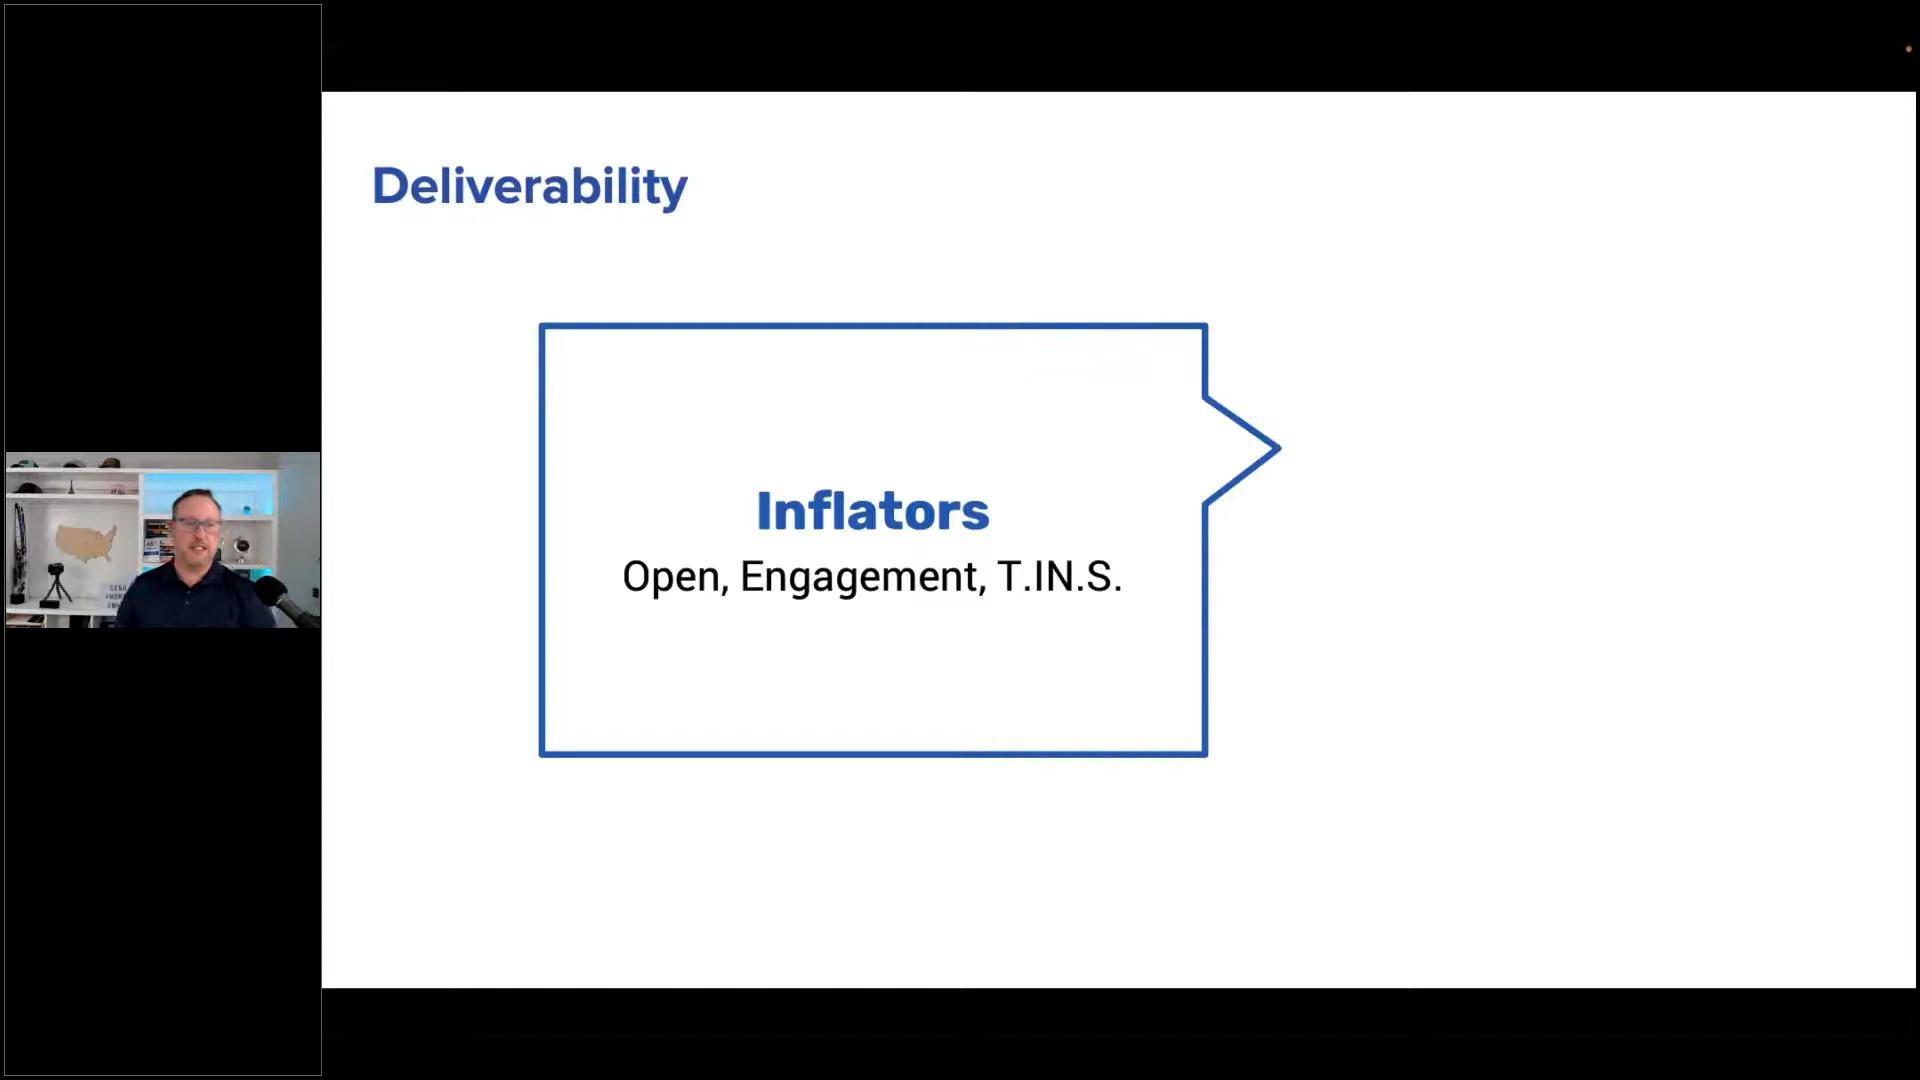 Deliverability
Inflators
Open, Engagement, T.IN.S.